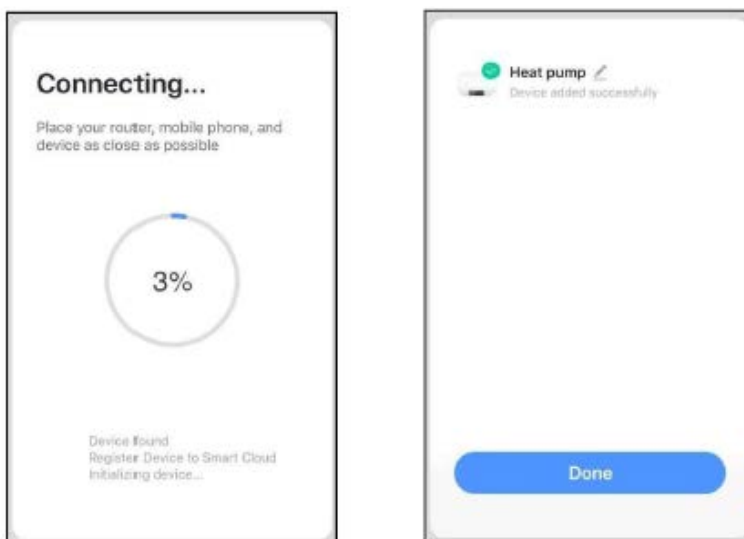 Connecting...
Place your router, mobile phone, and
device as close as possible
3%
Device found
Register Device to Smart Cloud
Initializing device...
Heat pump
Device added successfully
Done